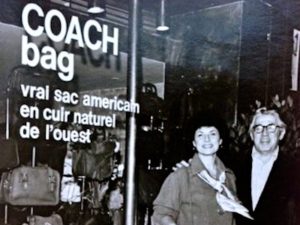 COACH
bag
vrai sac americain
en cuir naturel
de l'ouest